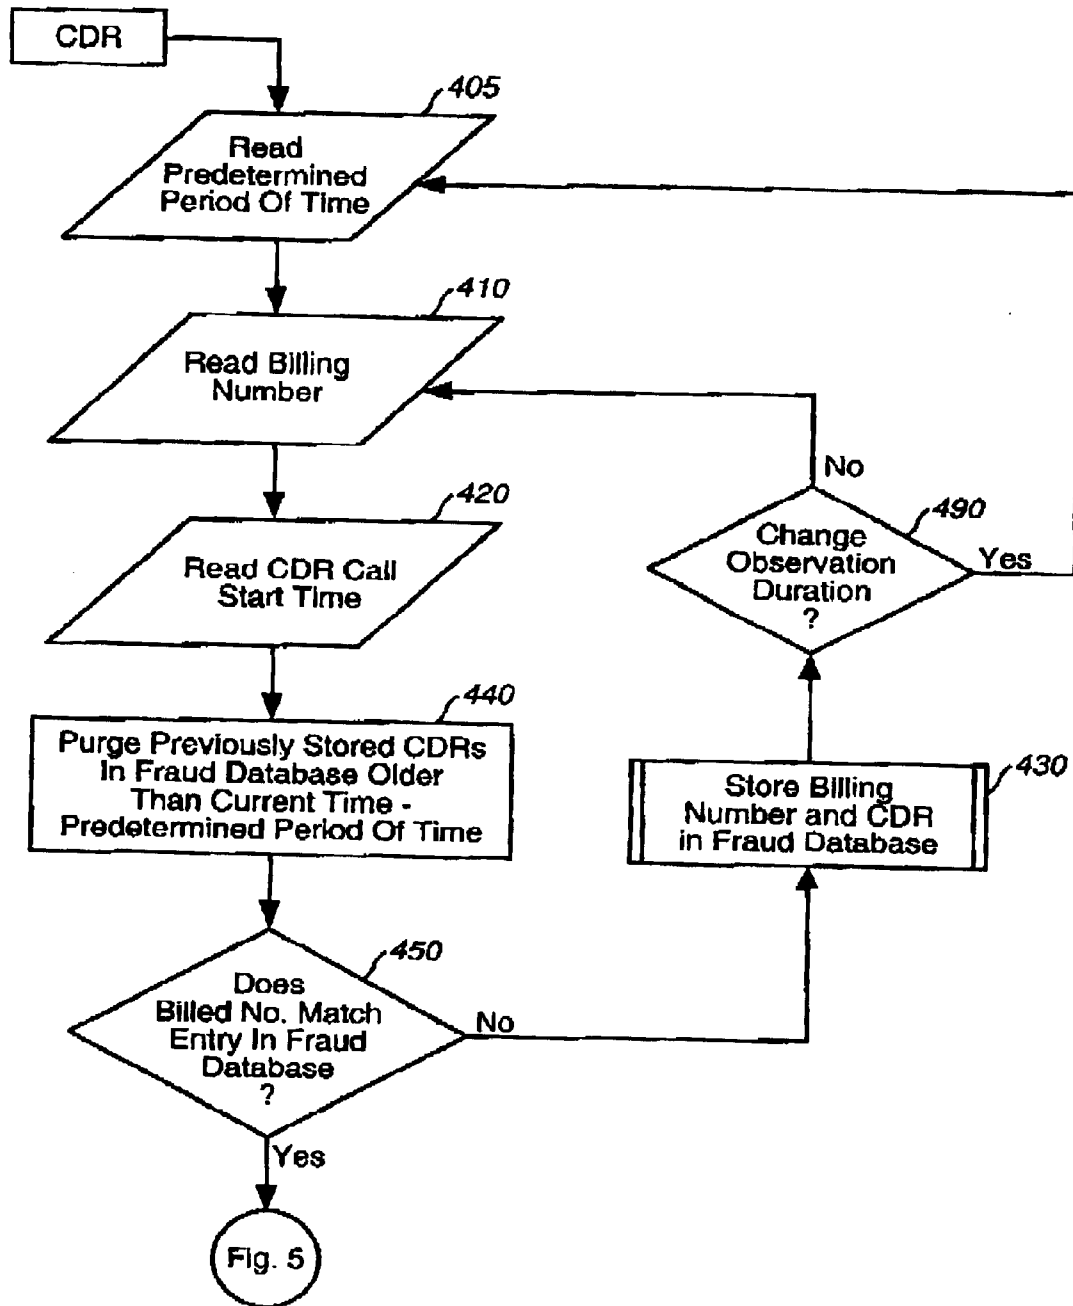 CDR
405
Read
Predetermined
Period Of Time
410
Read Billing
Number
420
Read CDR Call
Start Time
440
Purge Previously Stored CDRs
In Fraud Database Older
Than Current Time -
Predetermined Period Of Time
450
Does
Billed No. Match
Entry In Fraud
Database
?
No
Yes
Fig. 5
430
Store Billing
Number and CDR
in Fraud Database
490
Change
Observation
Duration
?
No
Yes